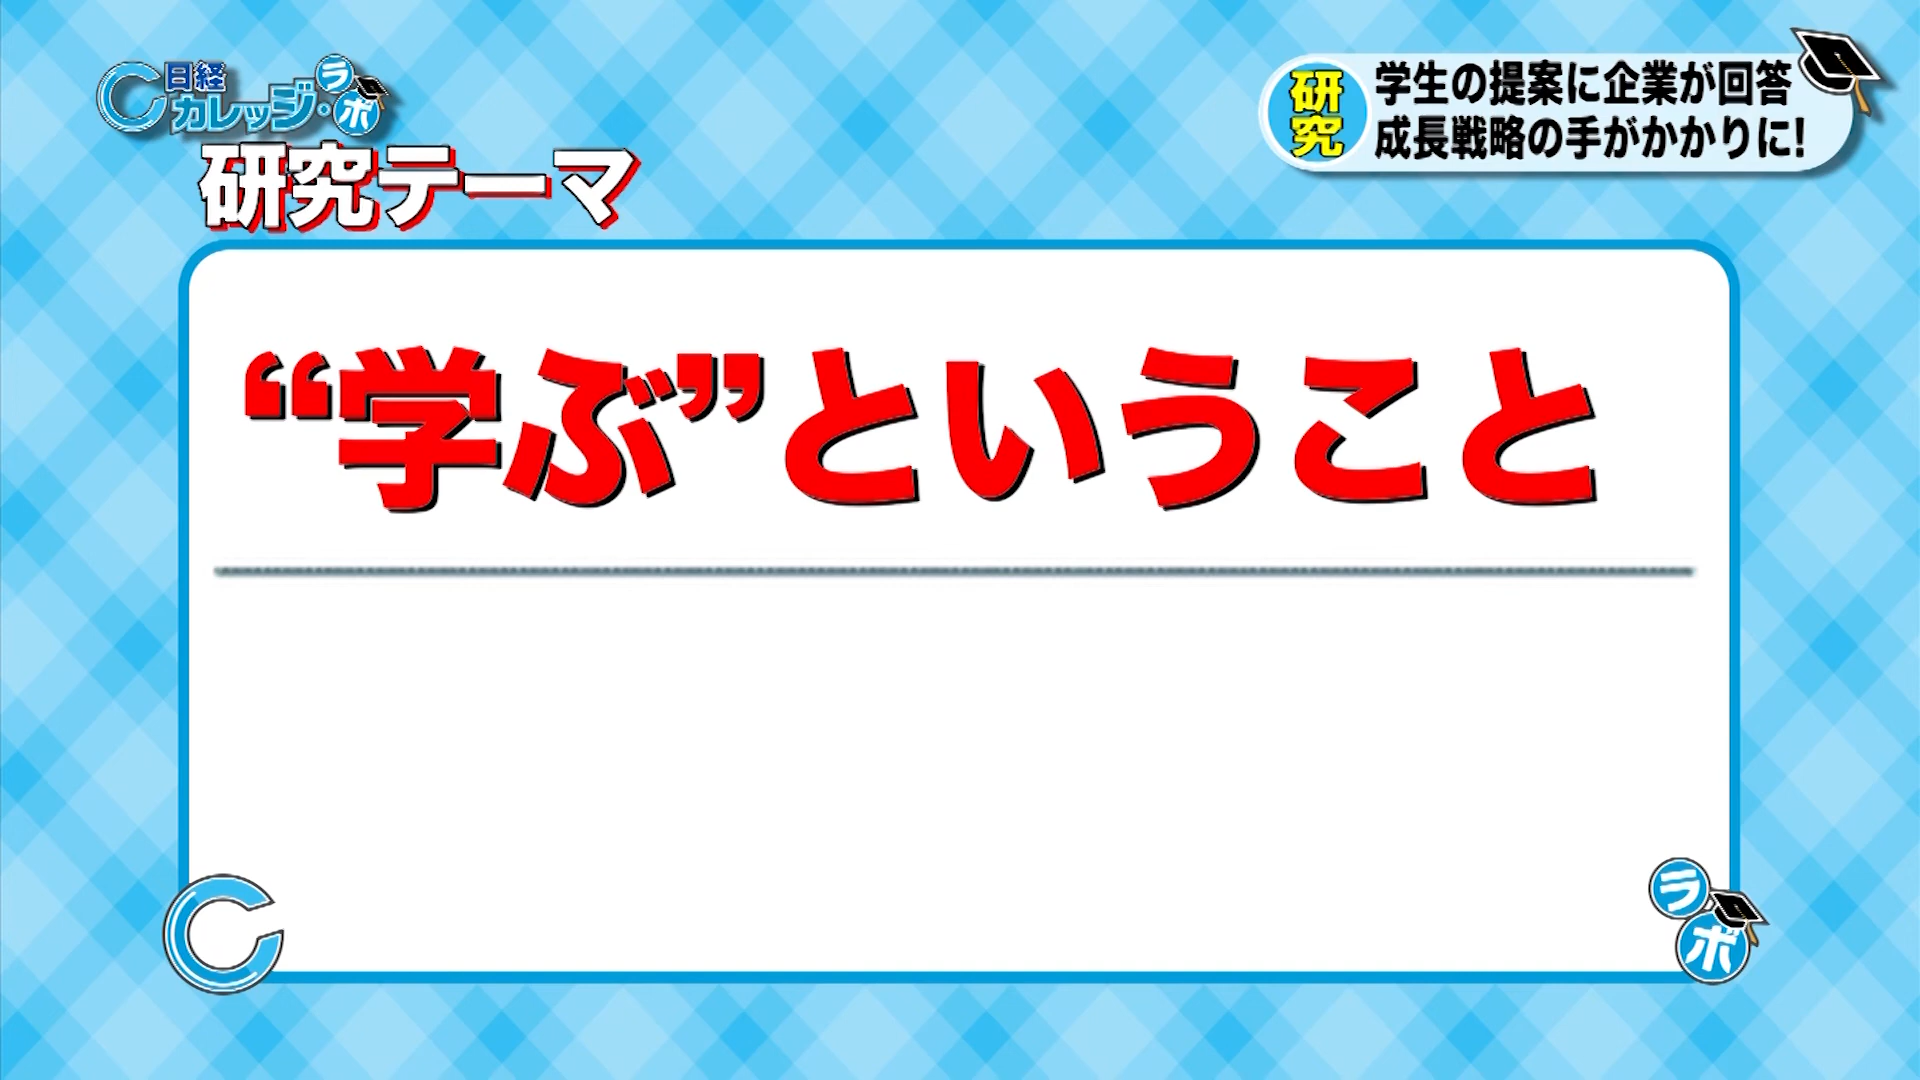 日経
カレッジ・ラボ
研究テーマ
研究
学生の提案に企業が回答
成長戦略の手がかかりに!
“学ぶ”ということ
C
ラボ